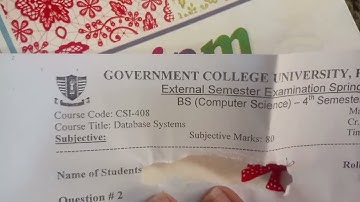 GOVERNMENT COLLEGE UNIVERSITY,
External Semester Examination Spring
BS (Computer Science) – 4th Semester
Course Code: CSI-408
Course Title: Database Systems
Subjective: Subjective Marks: 80
Name of Students
Question # 2